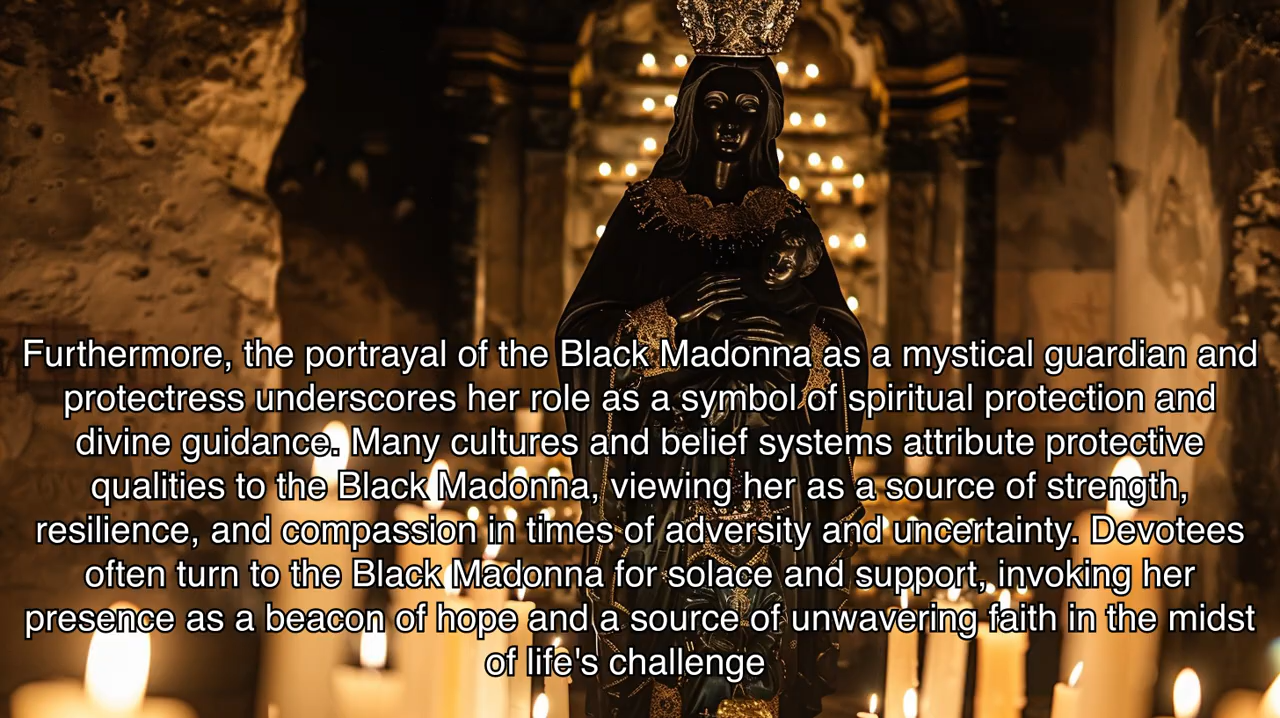 Furthermore, the portrayal of the Black Madonna as a mystical guardian and
protectress underscores her role as a symbol of spiritual protection and
divine guidance. Many cultures and belief systems attribute protective
qualities to the Black Madonna, viewing her as a source of strength,
resilience, and compassion in times of adversity and uncertainty. Devotees
often turn to the Black Madonna for solace and support, invoking her
presence as a beacon of hope and a source of unwavering faith in the midst
of life's challenge